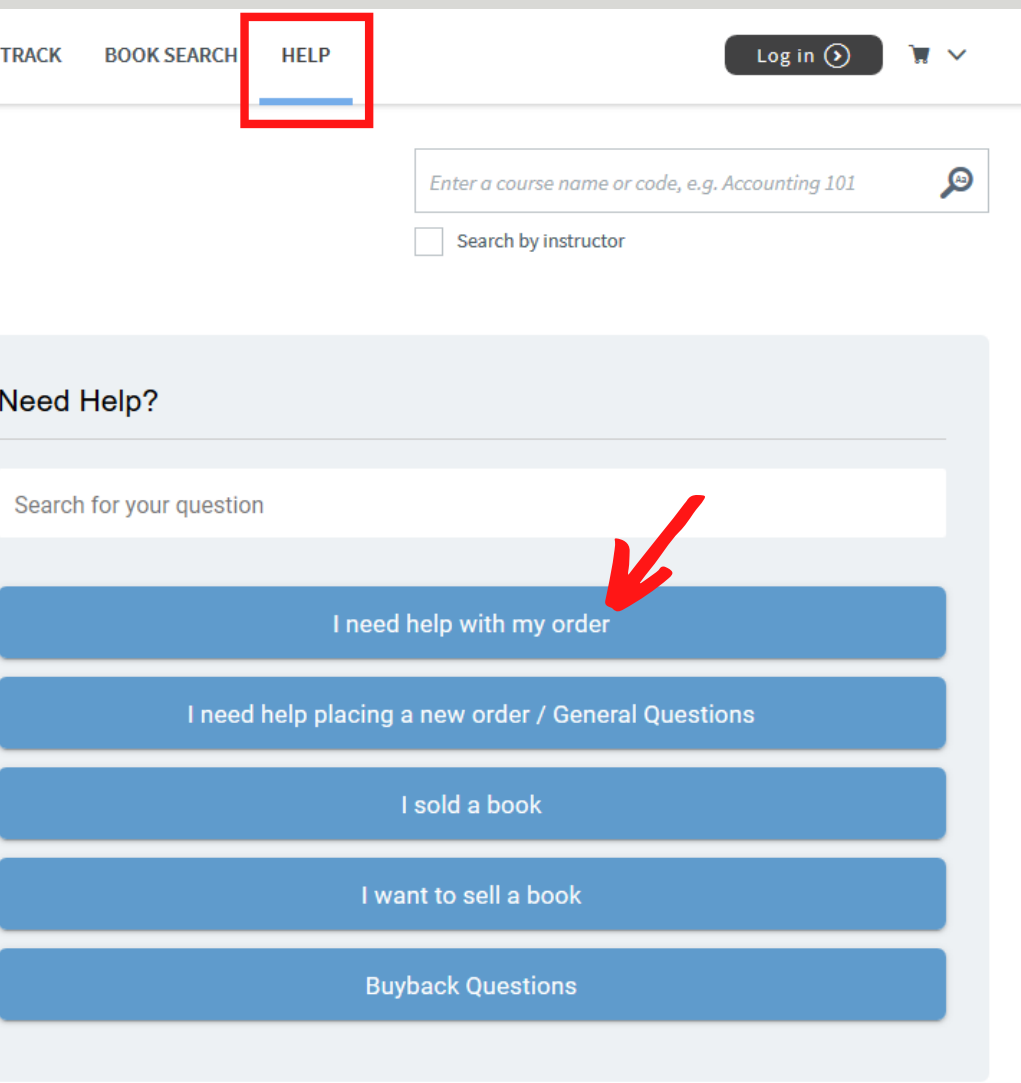 TRACK BOOK SEARCH HELP Log in
Enter a course name or code, e.g. Accounting 101
Aa
Search by instructor
Need Help?
Search for your question
I need help with my order
I need help placing a new order / General Questions
I sold a book
I want to sell a book
Buyback Questions